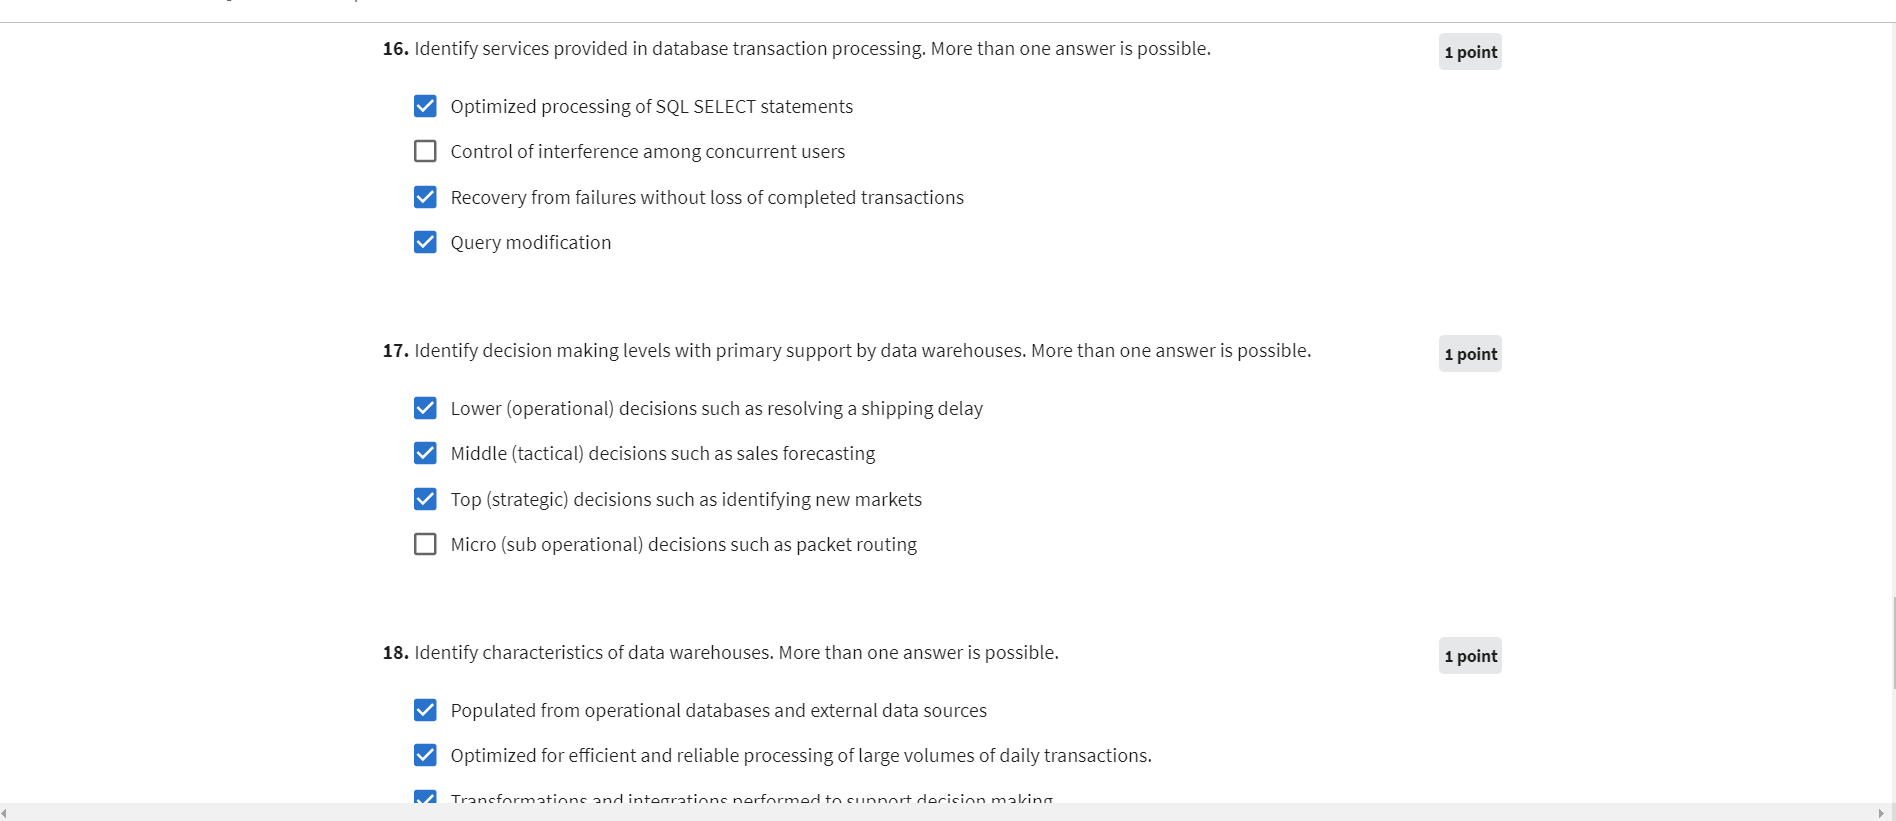 16. Identify services provided in database transaction processing. More than one answer is possible.
1 point
Optimized processing of SQL SELECT statements
Control of interference among concurrent users
Recovery from failures without loss of completed transactions
Query modification
17. Identify decision making levels with primary support by data warehouses. More than one answer is possible.
1 point
Lower (operational) decisions such as resolving a shipping delay
Middle (tactical) decisions such as sales forecasting
Top (strategic) decisions such as identifying new markets
Micro (sub operational) decisions such as packet routing
18. Identify characteristics of data warehouses. More than one answer is possible.
1 point
Populated from operational databases and external data sources
Optimized for efficient and reliable processing of large volumes of daily transactions.
Transformations and integrations performed to support decision making